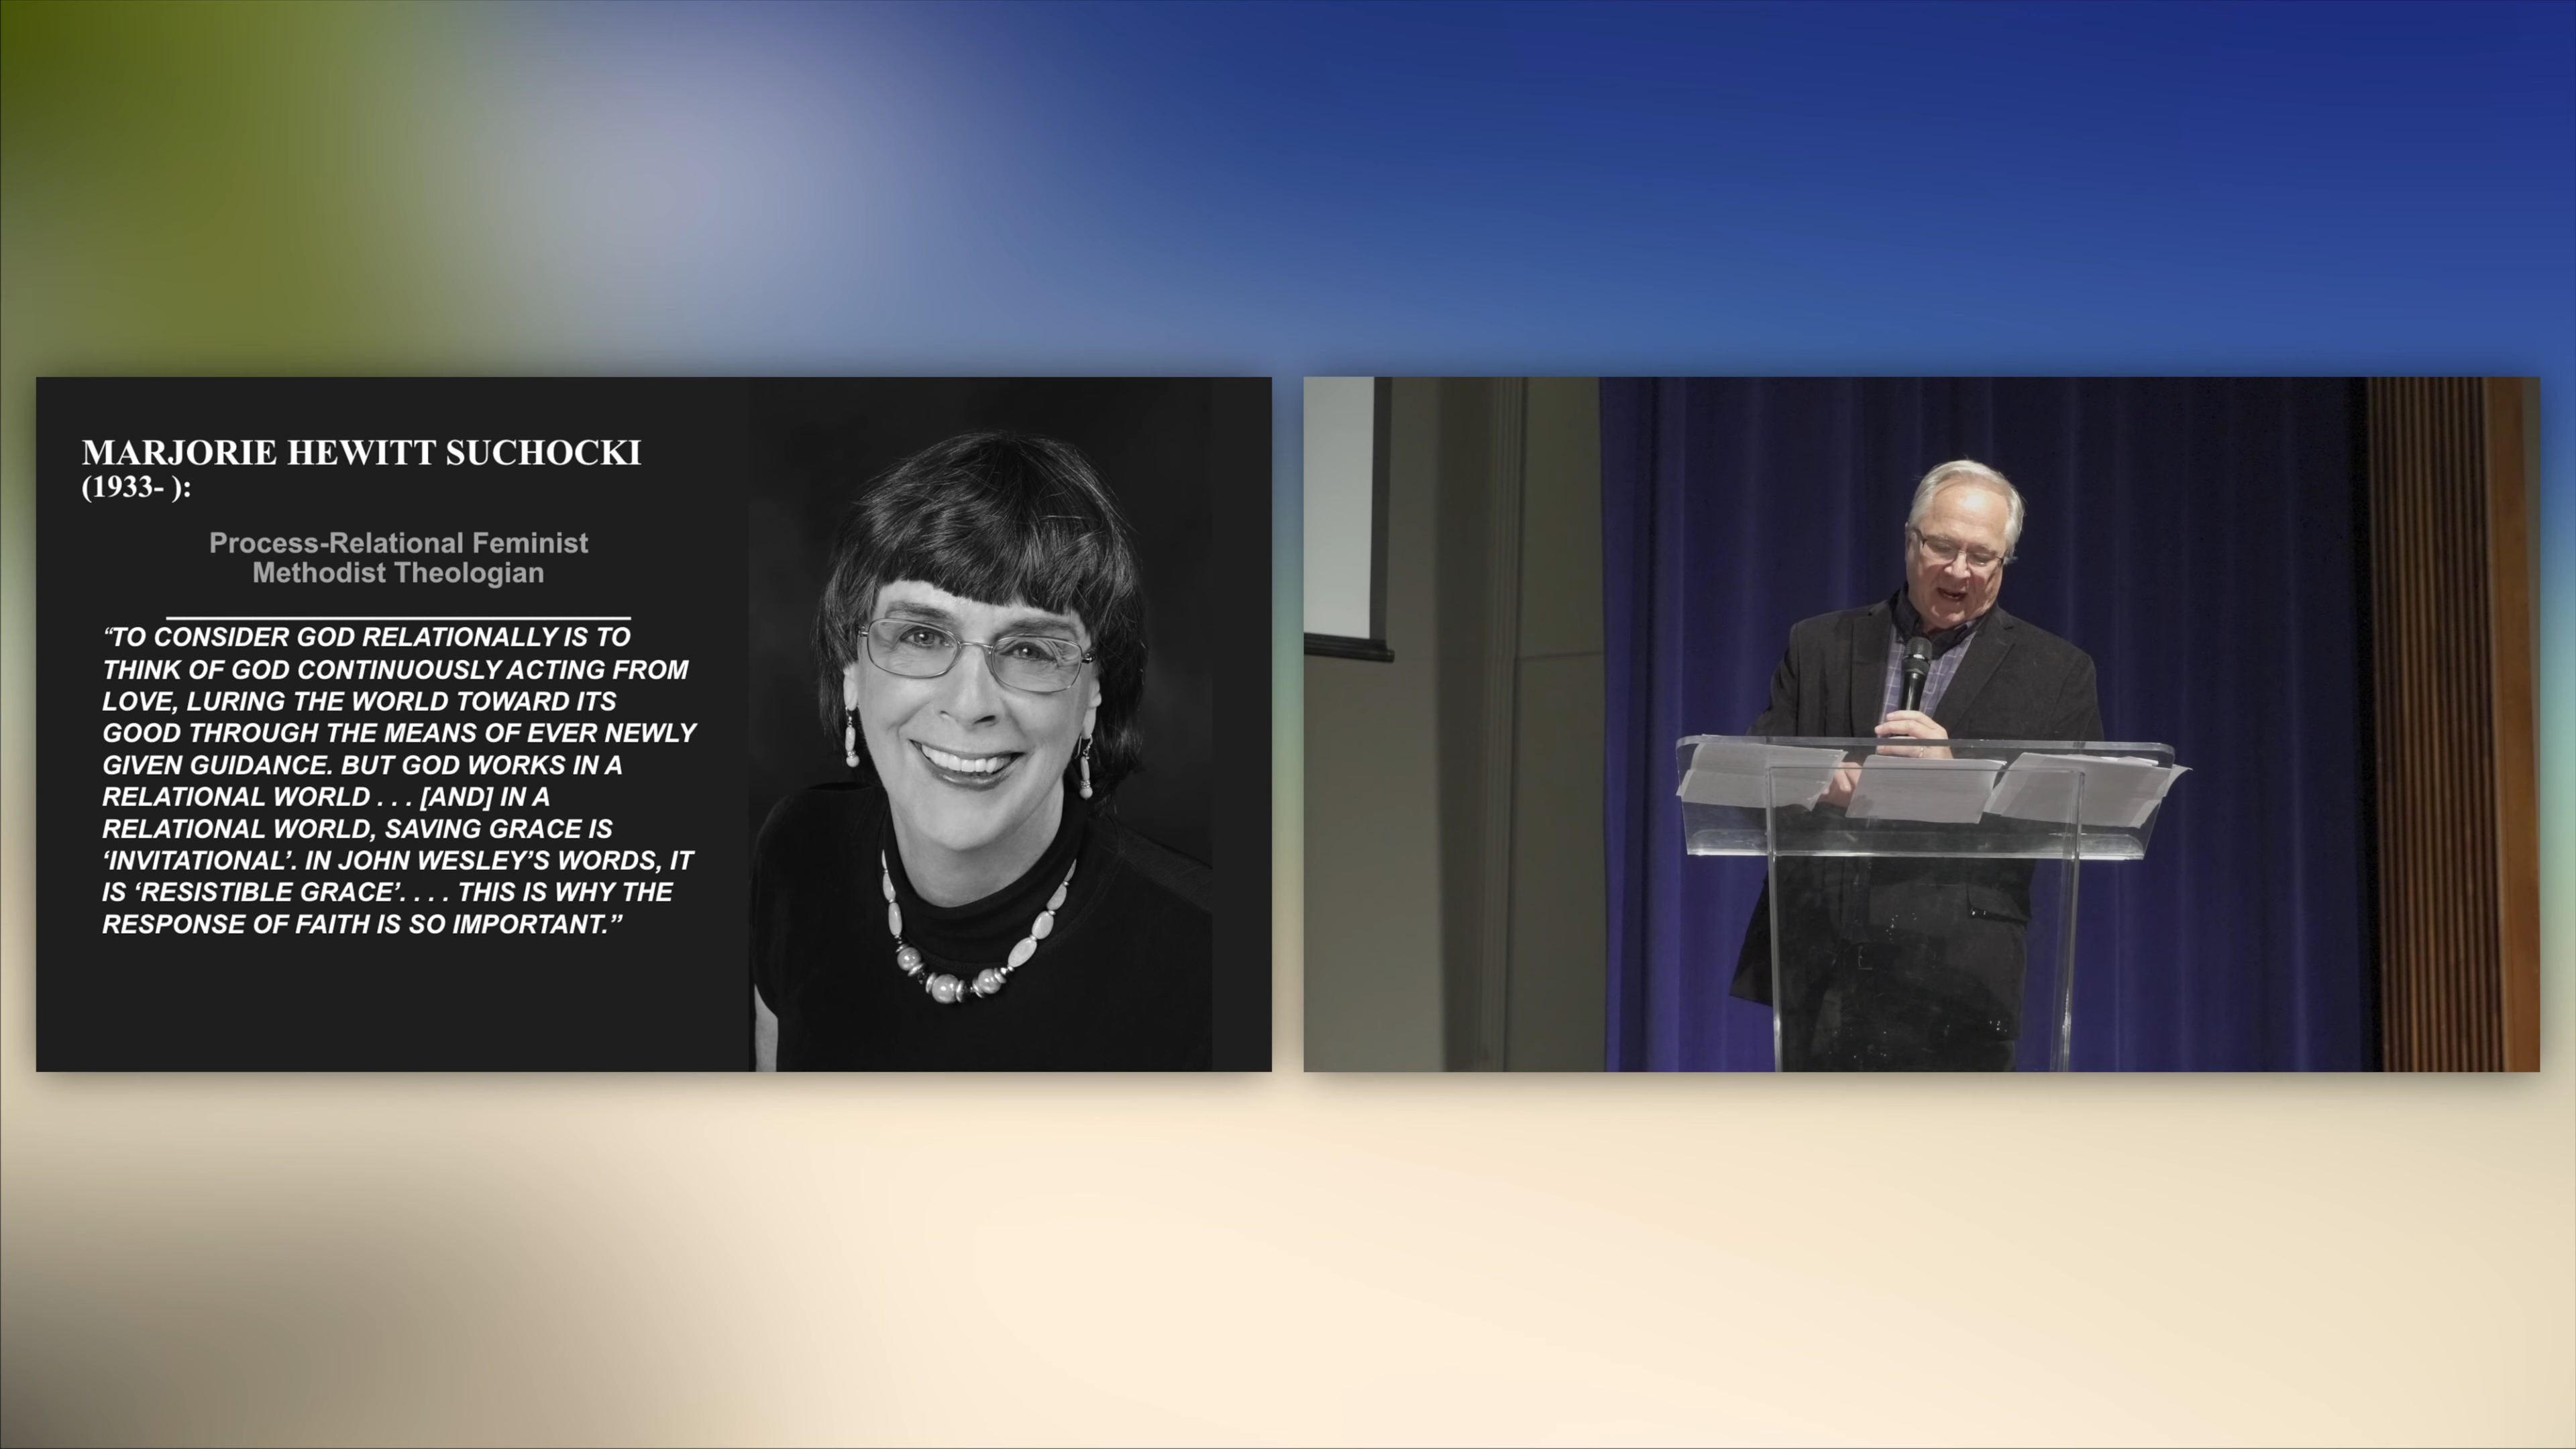 MARJORIE HEWITT SUCHOCKI
(1933- ):
Process-Relational Feminist
Methodist Theologian
“TO CONSIDER GOD RELATIONALLY IS TO
THINK OF GOD CONTINUOUSLY ACTING FROM
LOVE, LURING THE WORLD TOWARD ITS
GOOD THROUGH THE MEANS OF EVER NEWLY
GIVEN GUIDANCE. BUT GOD WORKS IN A
RELATIONAL WORLD . . . [AND] IN A
RELATIONAL WORLD, SAVING GRACE IS
‘INVITATIONAL’. IN JOHN WESLEY’S WORDS, IT
IS ‘RESISTIBLE GRACE’. . . . THIS IS WHY THE
RESPONSE OF FAITH IS SO IMPORTANT.”